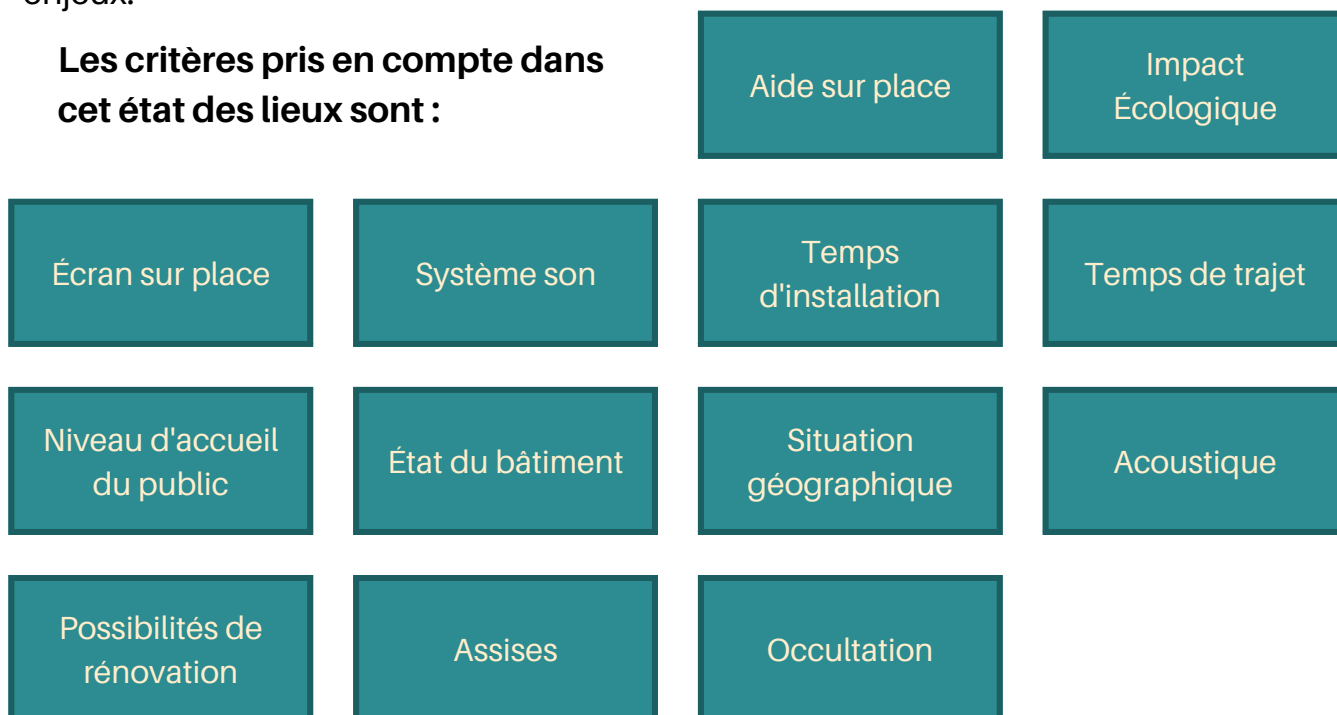 enjeux.
Les critères pris en compte dans
cet état des lieux sont :
Aide sur place
Impact
Écologique
Écran sur place
Système son
Temps
d'installation
Temps de trajet
Niveau d'accueil
du public
État du bâtiment
Situation
géographique
Acoustique
Possibilités de
rénovation
Assises
Occultation